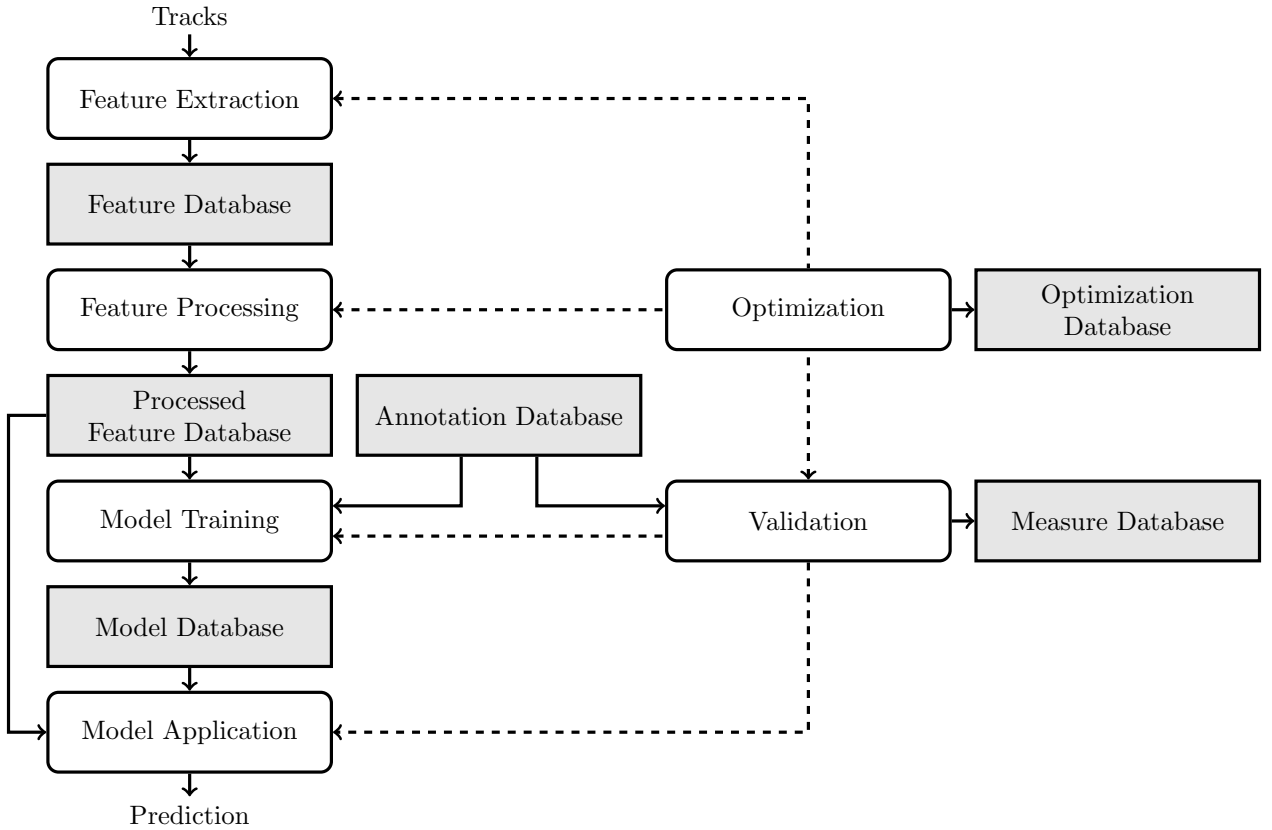 Tracks
Feature Extraction
Feature Database
Feature Processing
Optimization
Optimization
Database
Processed
Feature Database
Annotation Database
Model Training
Validation
Measure Database
Model Database
Model Application
Prediction